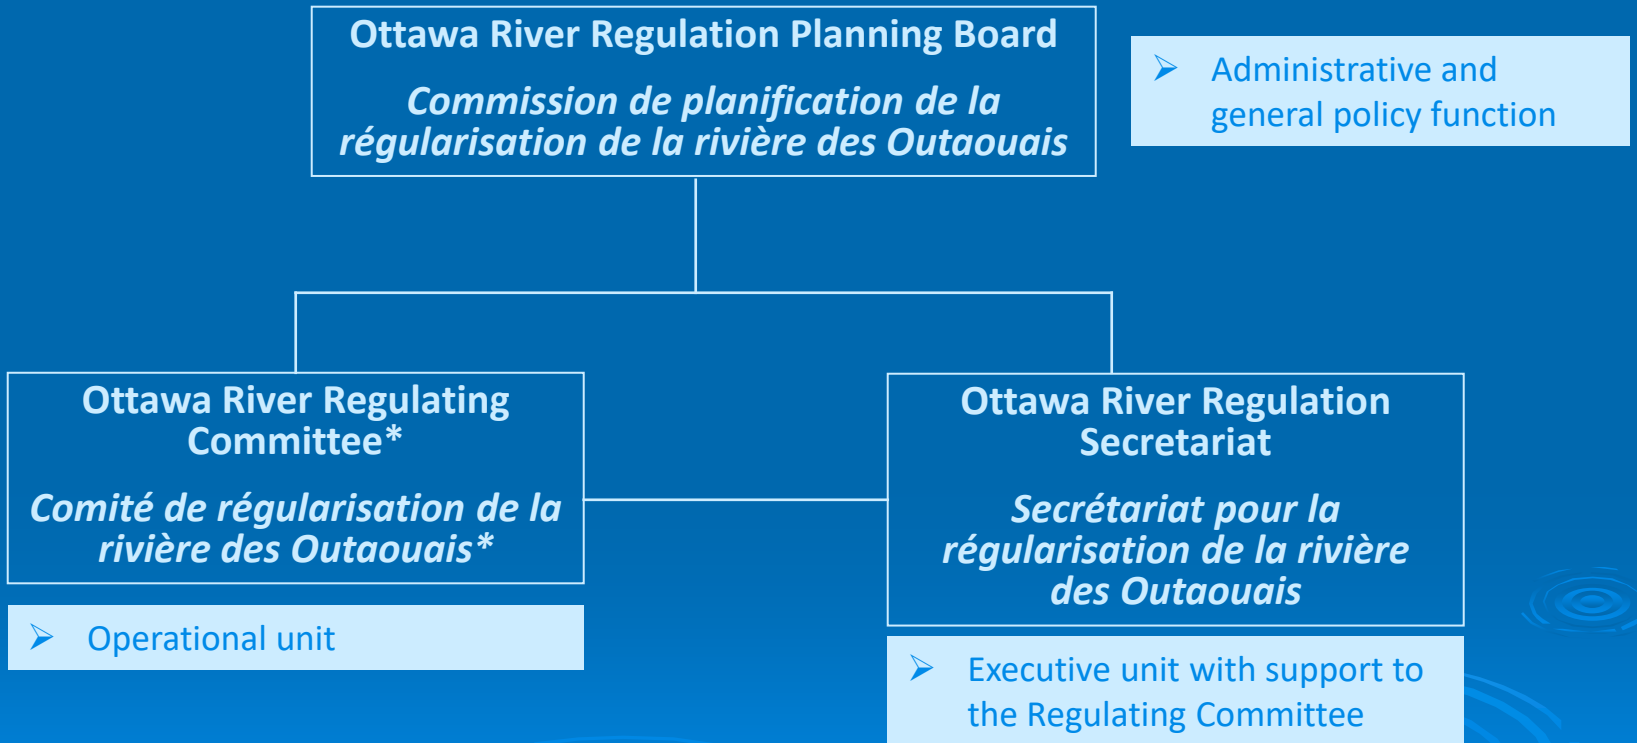 Ottawa River Regulation Planning Board
Commission de planification de la
régularisation de la rivière des Outaouais
➢ Administrative and
general policy function
Ottawa River Regulating
Committee*
Comité de régularisation de la
rivière des Outaouais*
➢ Operational unit
Ottawa River Regulation
Secretariat
Secrétariat pour la
régularisation de la rivière
des Outaouais
➢ Executive unit with support to
the Regulating Committee